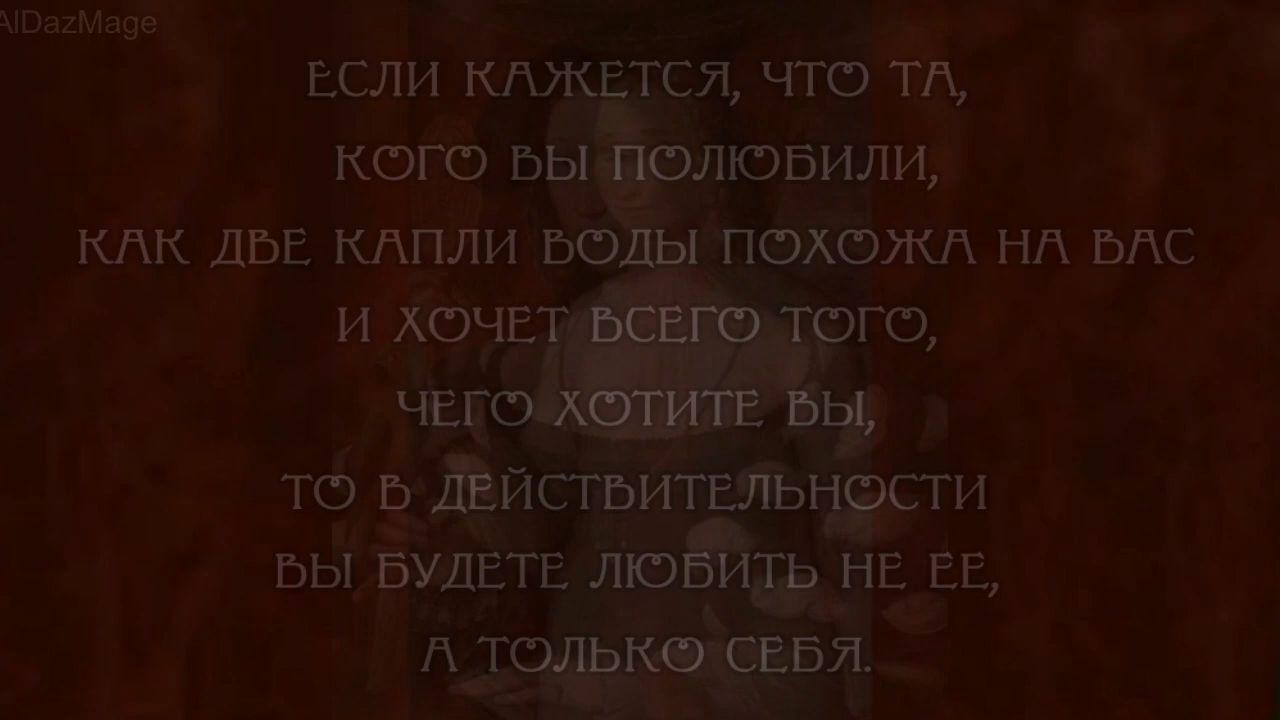 AlDazMage
ЕСЛИ КАЖЕТСЯ, ЧТО ТА,
КОГО ВЫ ПОЛЮБИЛИ,
КАК ДВЕ КАПЛИ ВОДЫ ПОХОЖА НА ВАС
И ХОЧЕТ ВСЕГО ТОГО,
ЧЕГО ХОТИТЕ ВЫ,
ТО В ДЕЙСТВИТЕЛЬНОСТИ
ВЫ БУДЕТЕ ЛЮБИТЬ НЕ ЕЕ,
А ТОЛЬКО СЕБЯ.